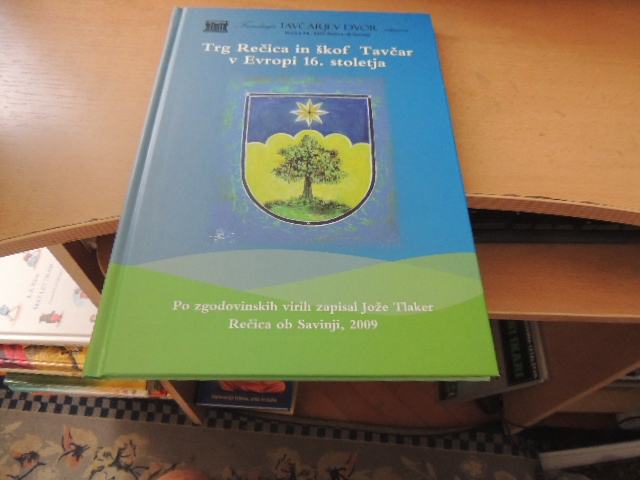 TAVČARJEV DVOR
Trg Rečica in škof Tavčar
v Evropi 16. stoletja
Po zgodovinskih virih zapisal Jože Tlaker
Rečica ob Savinji, 2009